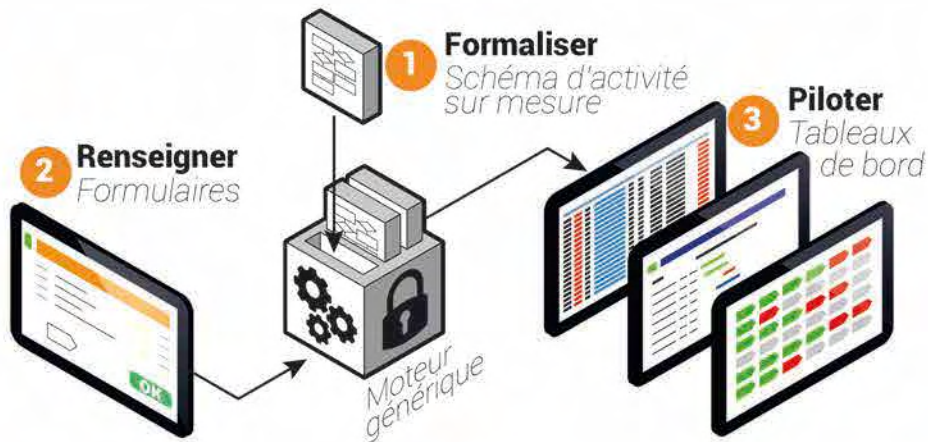 1
Formaliser
Schéma d'activité
sur mesure
2
Renseigner
Formulaires
OK
Moteur
générique
3
Piloter
Tableaux
de bord